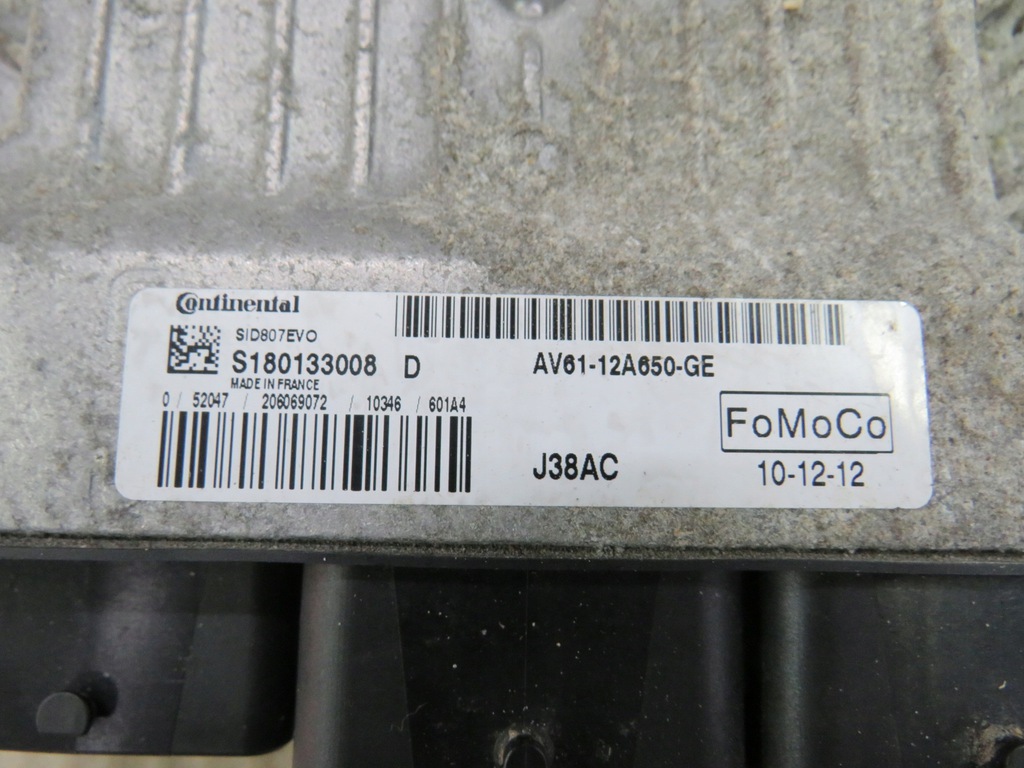 Continental
SID807EVO
S180133008 D
MADE IN FRANCE
0 / 52047 / 206069072 / 10346 / 601A4
AV61-12A650-GE
FoMoCo
J38AC
10-12-12